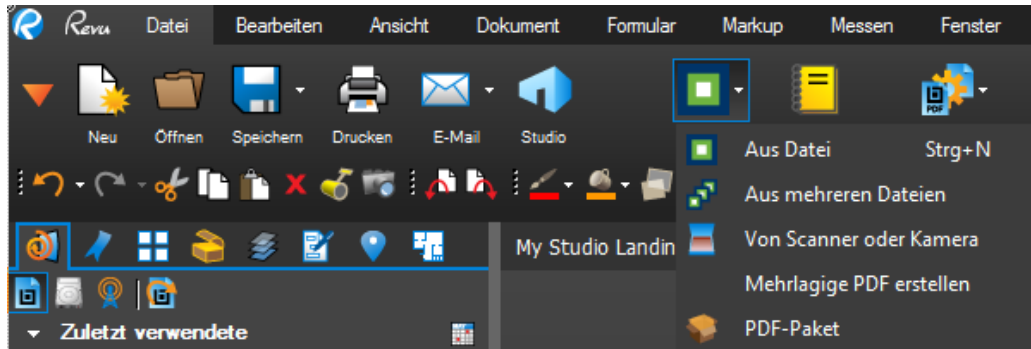 Revu Datei Bearbeiten Ansicht Dokument Formular Markup Messen Fenster
Neu Öffnen Speichern Drucken E-Mail Studio
PDF
Aus Datei Strg+N
Aus mehreren Dateien
My Studio Landin
Von Scanner oder Kamera
Mehrlagige PDF erstellen
Zuletzt verwendete
PDF-Paket